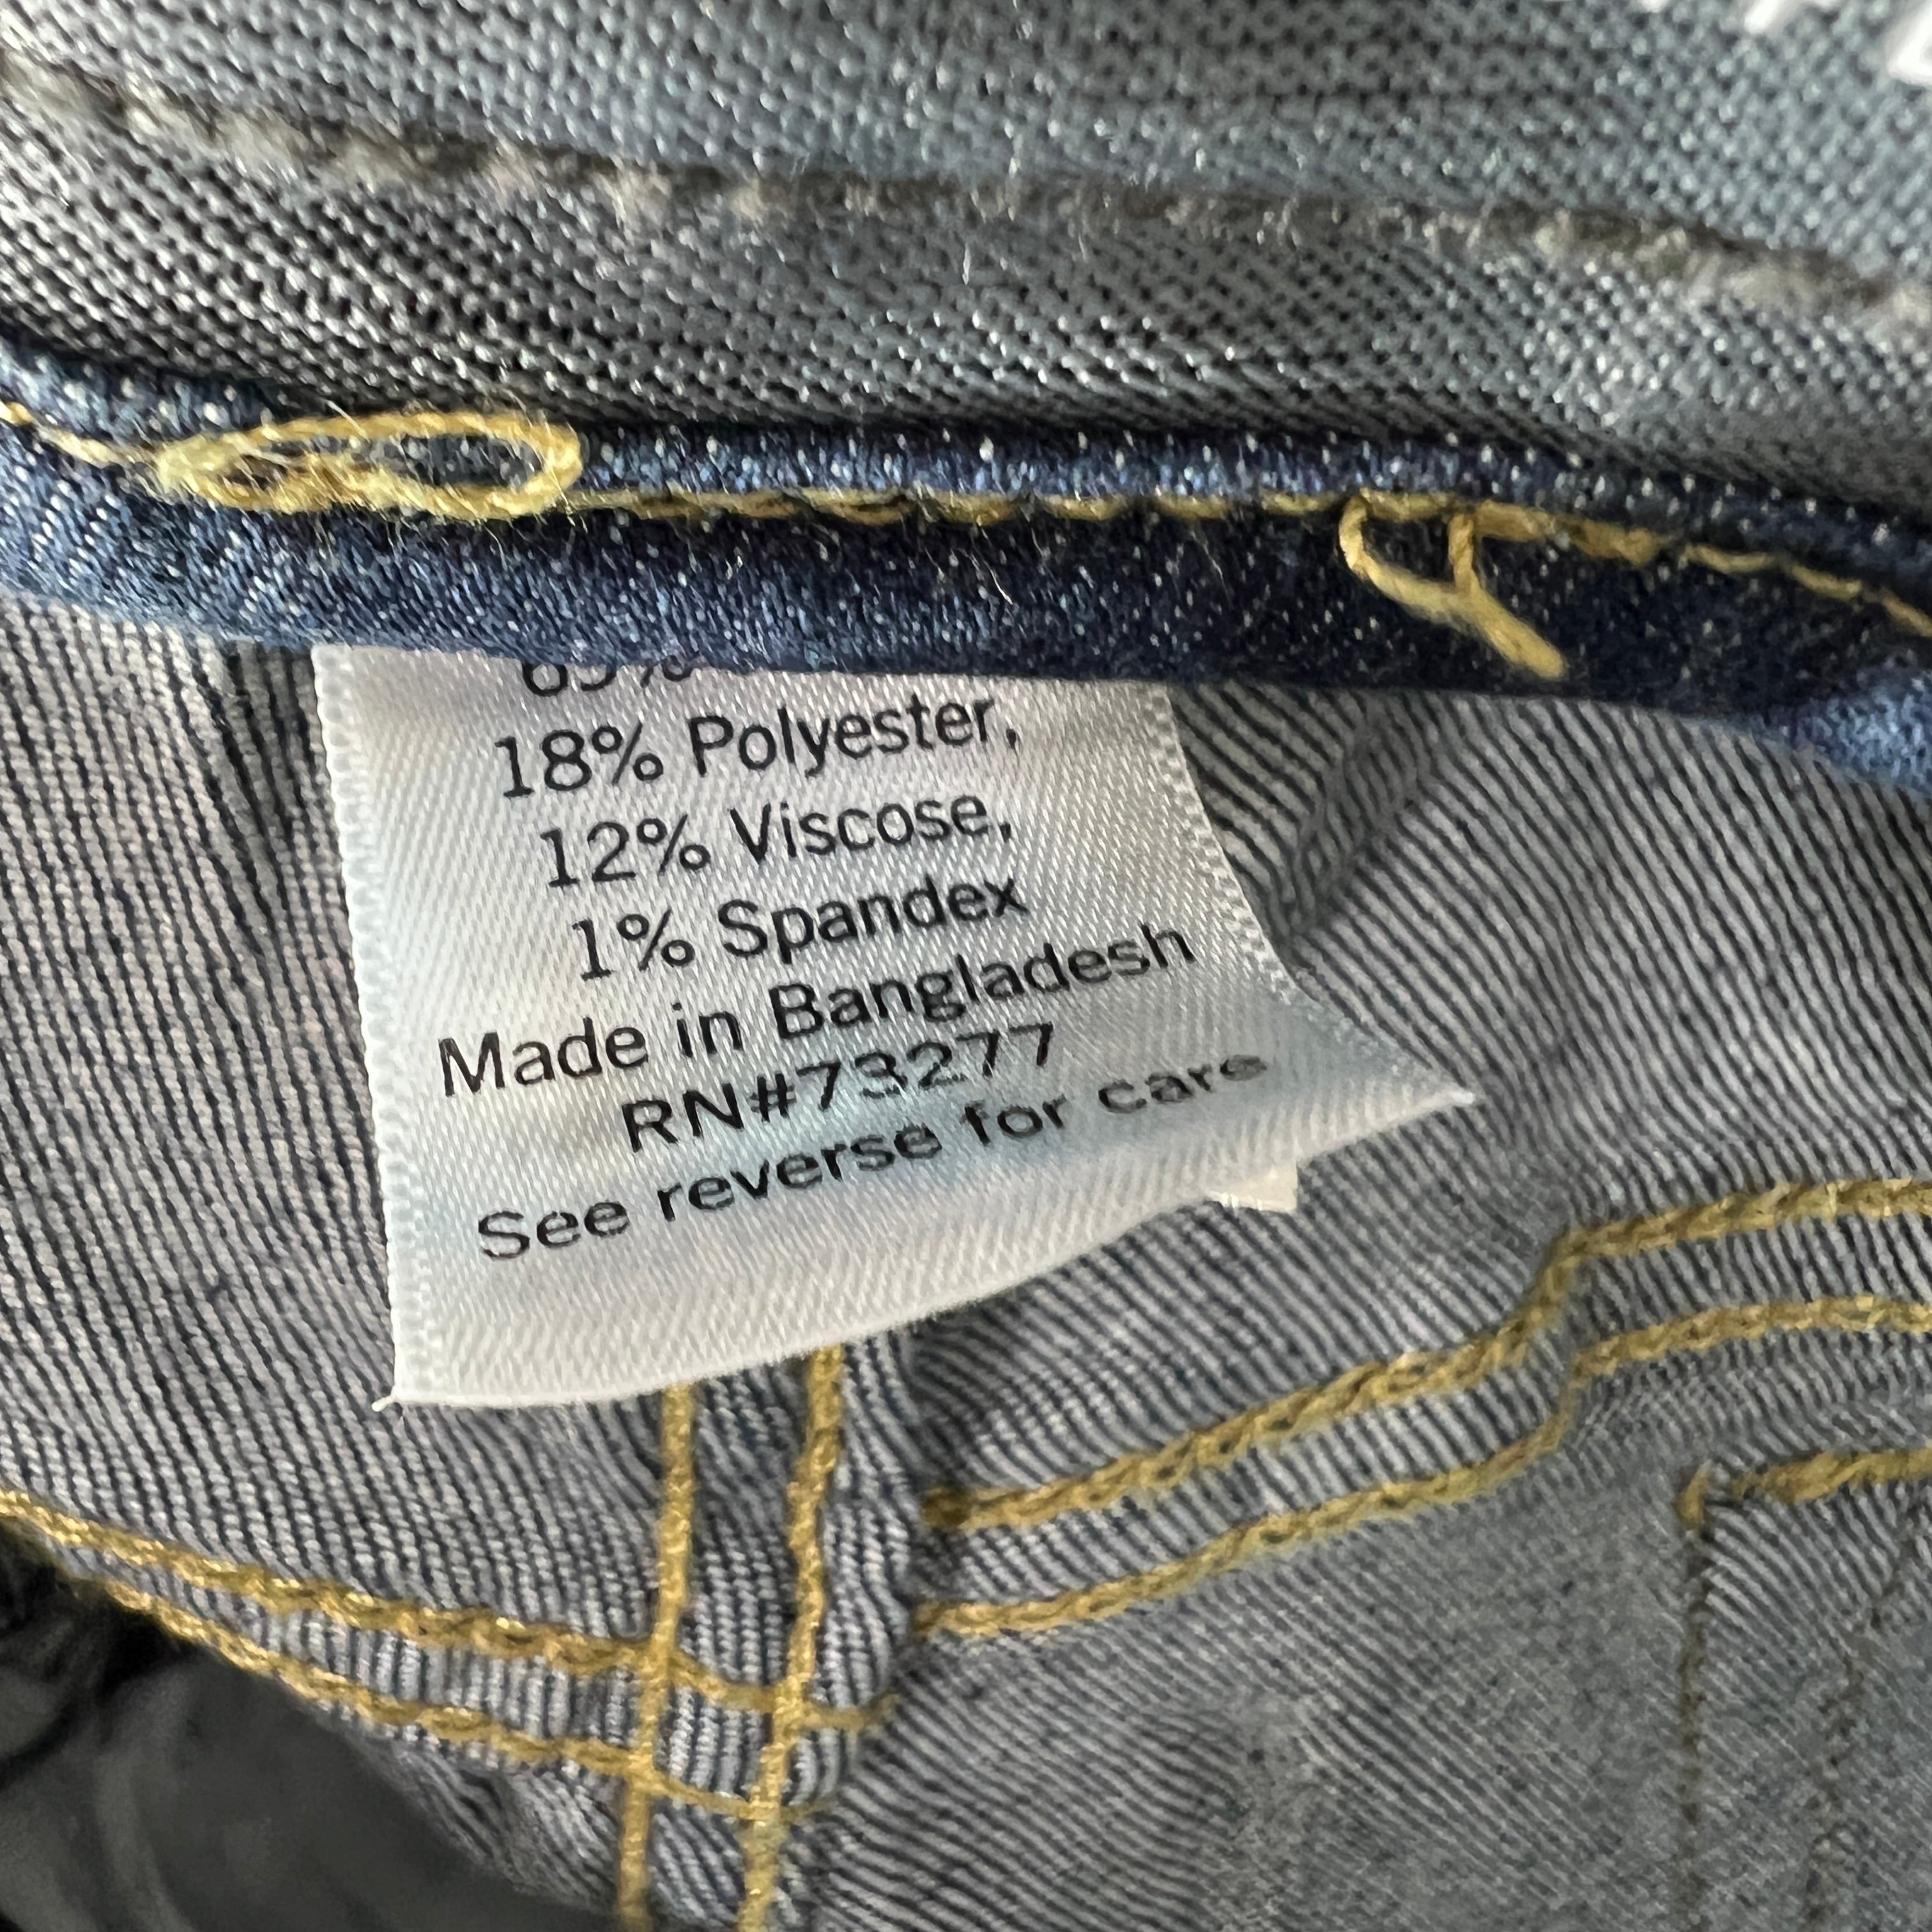 18% Polyester,
12% Viscose,
1% Spandex
Made in Bangladesh
RN#73277
See reverse for care